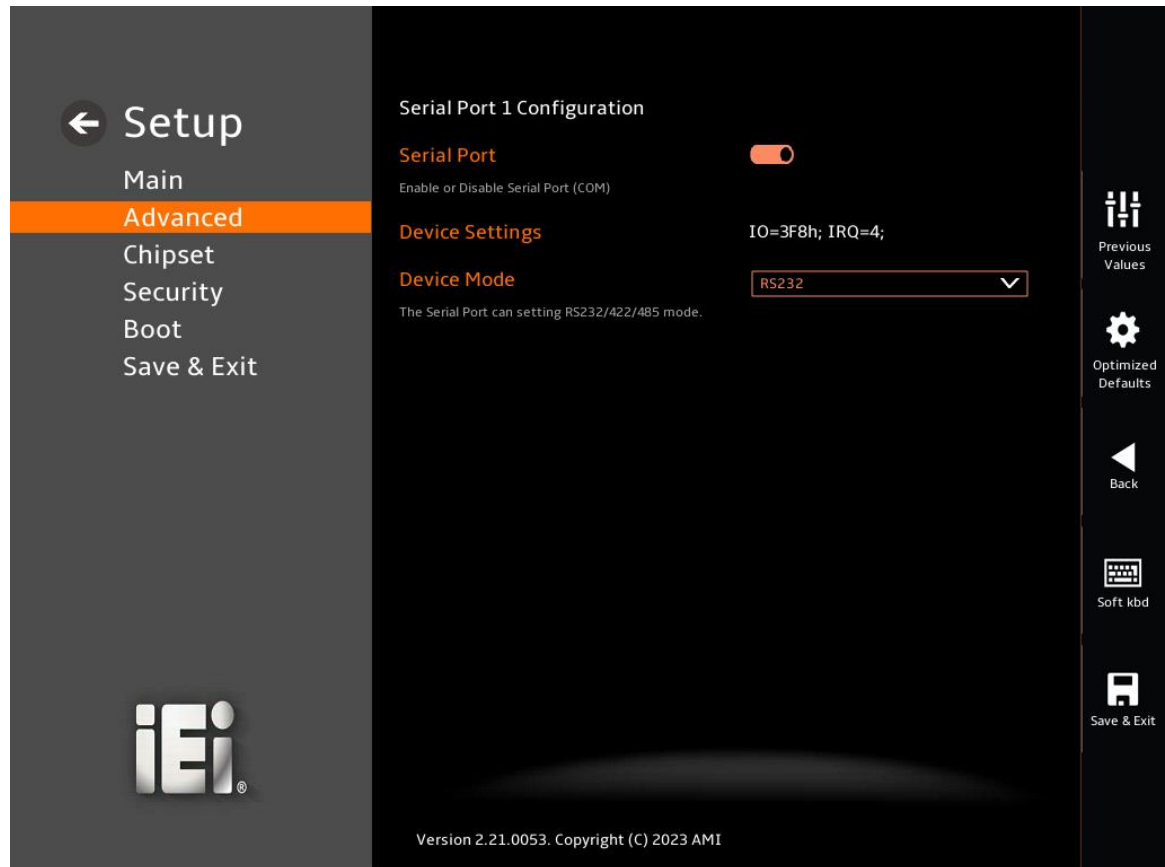 Setup
Main
Advanced
Chipset
Security
Boot
Save & Exit
iEi®
Serial Port 1 Configuration
Serial Port
Enable or Disable Serial Port (COM)
Device Settings IO=3F8h; IRQ=4;
Device Mode RS232
The Serial Port can setting RS232/422/485 mode.
Version 2.21.0053. Copyright (C) 2023 AMI
Previous
Values
Optimized
Defaults
Back
Soft kbd
Save & Exit